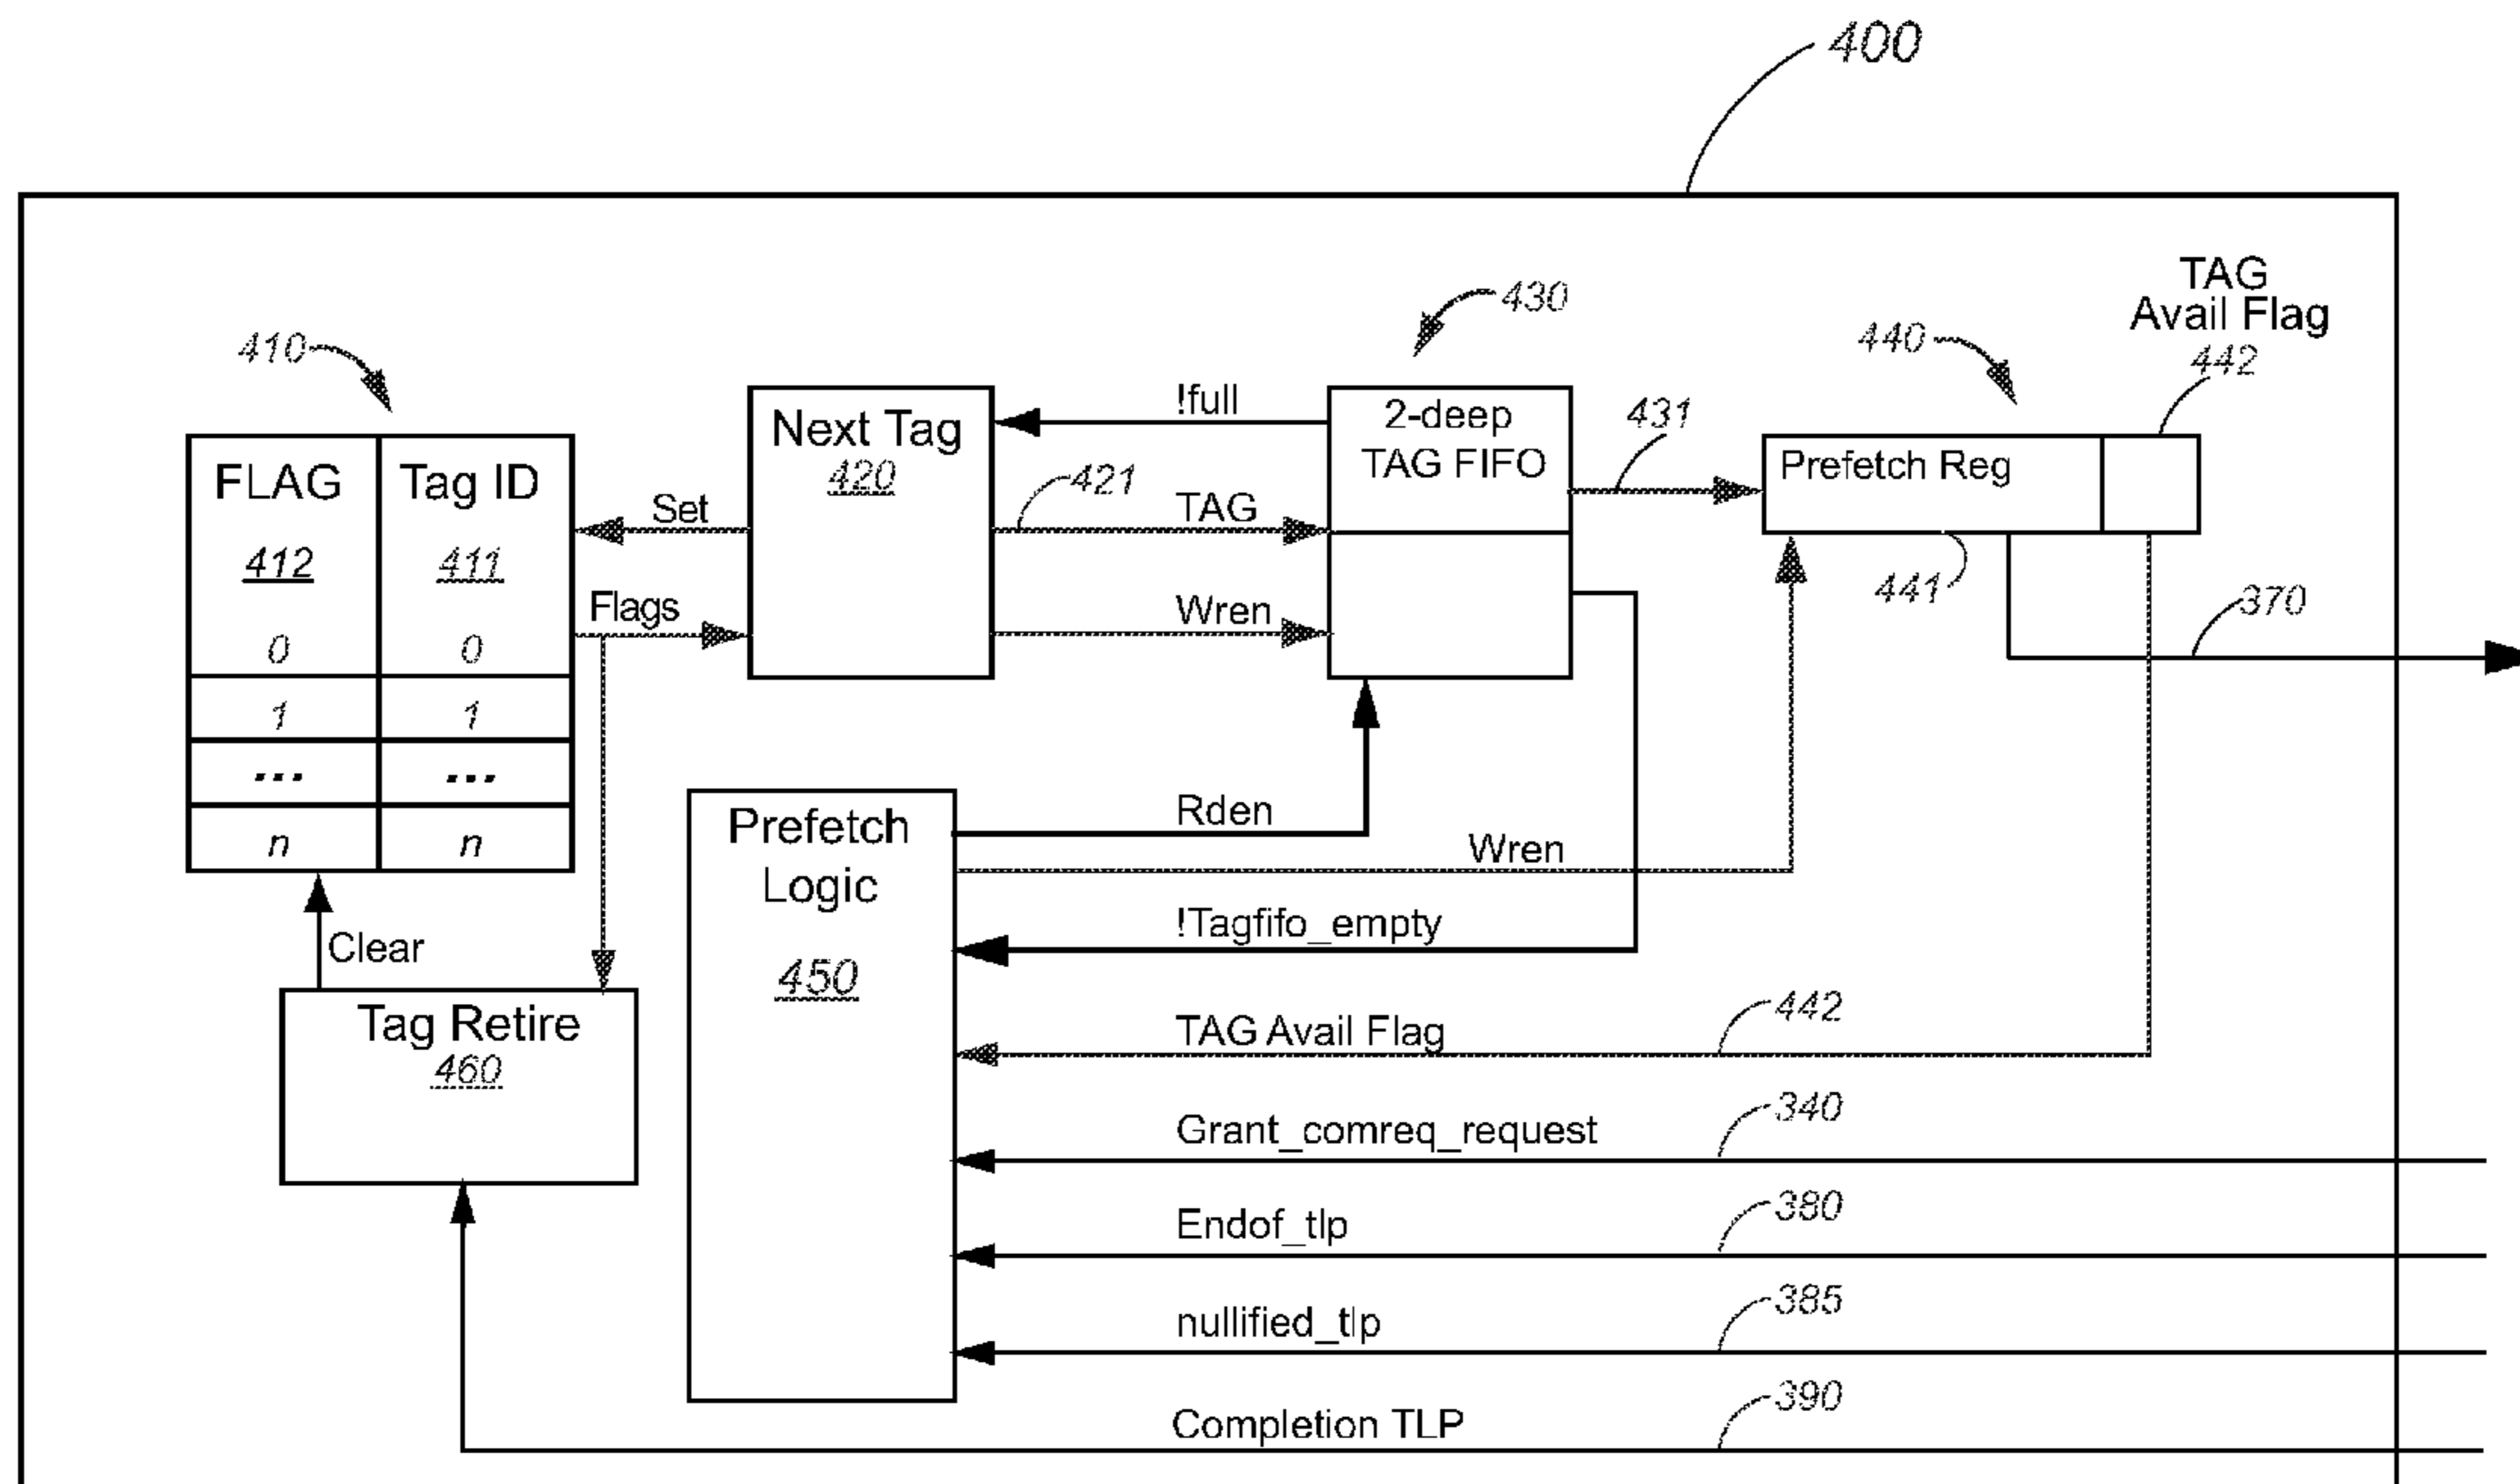 400
TAG
Avail Flag
442
410
430
440
FLAG
412
Tag ID
411
0 0
1 1
... ...
n n
Set
Flags
Next Tag
420
!full
421
TAG
Wren
2-deep
TAG FIFO
431
Prefetch Reg
441
370
Prefetch
Logic
450
Rden
Wren
!Tagfifo_empty
TAG Avail Flag
442
Grant_comreq_request
340
Endof_tlp
380
nullified_tlp
385
Completion TLP
390
Clear
Tag Retire
460